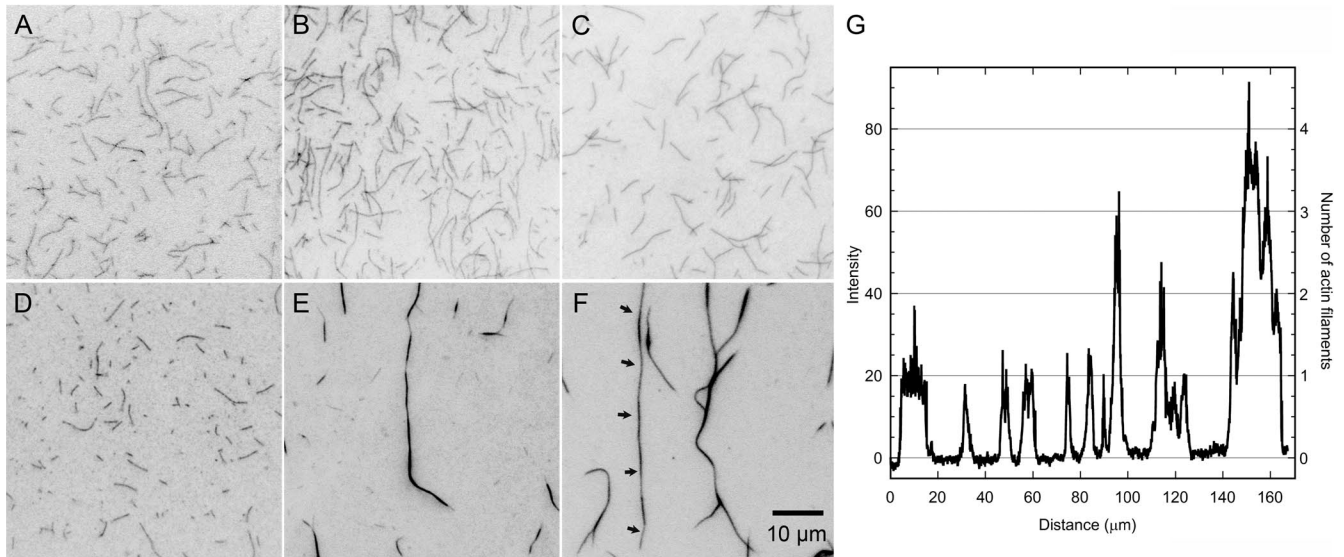 A
B
C
G
D
E
F
10 μm
Intensity
80
60
40
20
0
4
3
2
1
0
Number of actin filaments
0 20 40 60 80 100 120 140 160
Distance (μm)